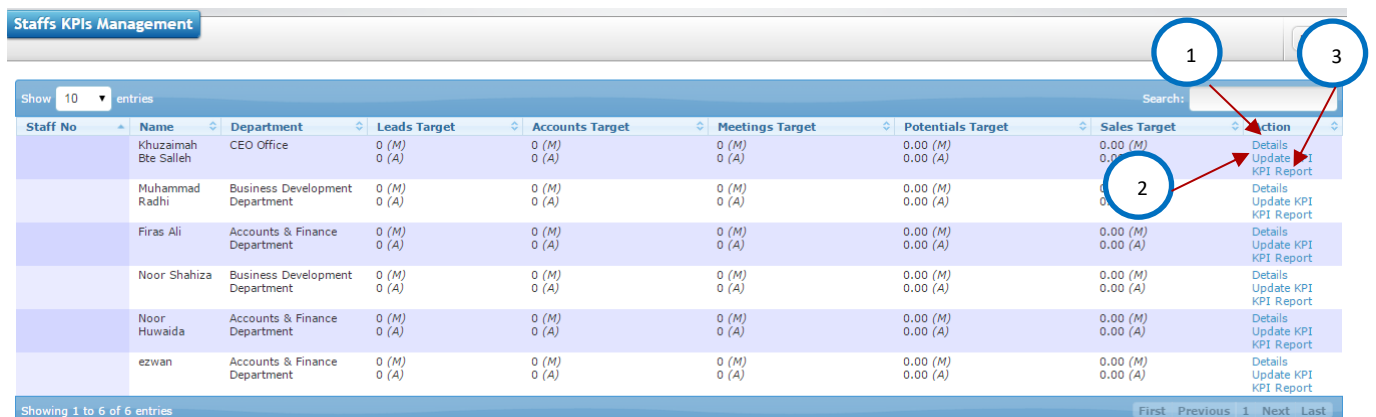 Staffs KPIs Management
1
3
Show 10 entries
Search:
Staff No Name Department Leads Target Accounts Target Meetings Target Potentials Target Sales Target Action
Khuzaimah CEO Office 0 (M) 0 (M) 0 (M) 0.00 (M) 0.00 (M) Details
Bte Salleh 0 (A) 0 (A) 0 (A) 0.00 (A) Update KPI
KPI Report
2
Muhammad Business Development 0 (M) 0 (M) 0 (M) 0.00 (M) Details
Radhi Department 0 (A) 0 (A) 0 (A) 0.00 (A) Update KPI
KPI Report
Firas Ali Accounts & Finance 0 (M) 0 (M) 0 (M) 0.00 (M) 0.00 (M) Details
Department 0 (A) 0 (A) 0 (A) 0.00 (A) 0.00 (A) Update KPI
KPI Report
Noor Shahiza Business Development 0 (M) 0 (M) 0 (M) 0.00 (M) 0.00 (M) Details
Department 0 (A) 0 (A) 0 (A) 0.00 (A) 0.00 (A) Update KPI
KPI Report
Noor Accounts & Finance 0 (M) 0 (M) 0 (M) 0.00 (M) 0.00 (M) Details
Huwaida Department 0 (A) 0 (A) 0 (A) 0.00 (A) 0.00 (A) Update KPI
KPI Report
ezwan Accounts & Finance 0 (M) 0 (M) 0 (M) 0.00 (M) 0.00 (M) Details
Department 0 (A) 0 (A) 0 (A) 0.00 (A) 0.00 (A) Update KPI
KPI Report
Showing 1 to 6 of 6 entries First Previous 1 Next Last